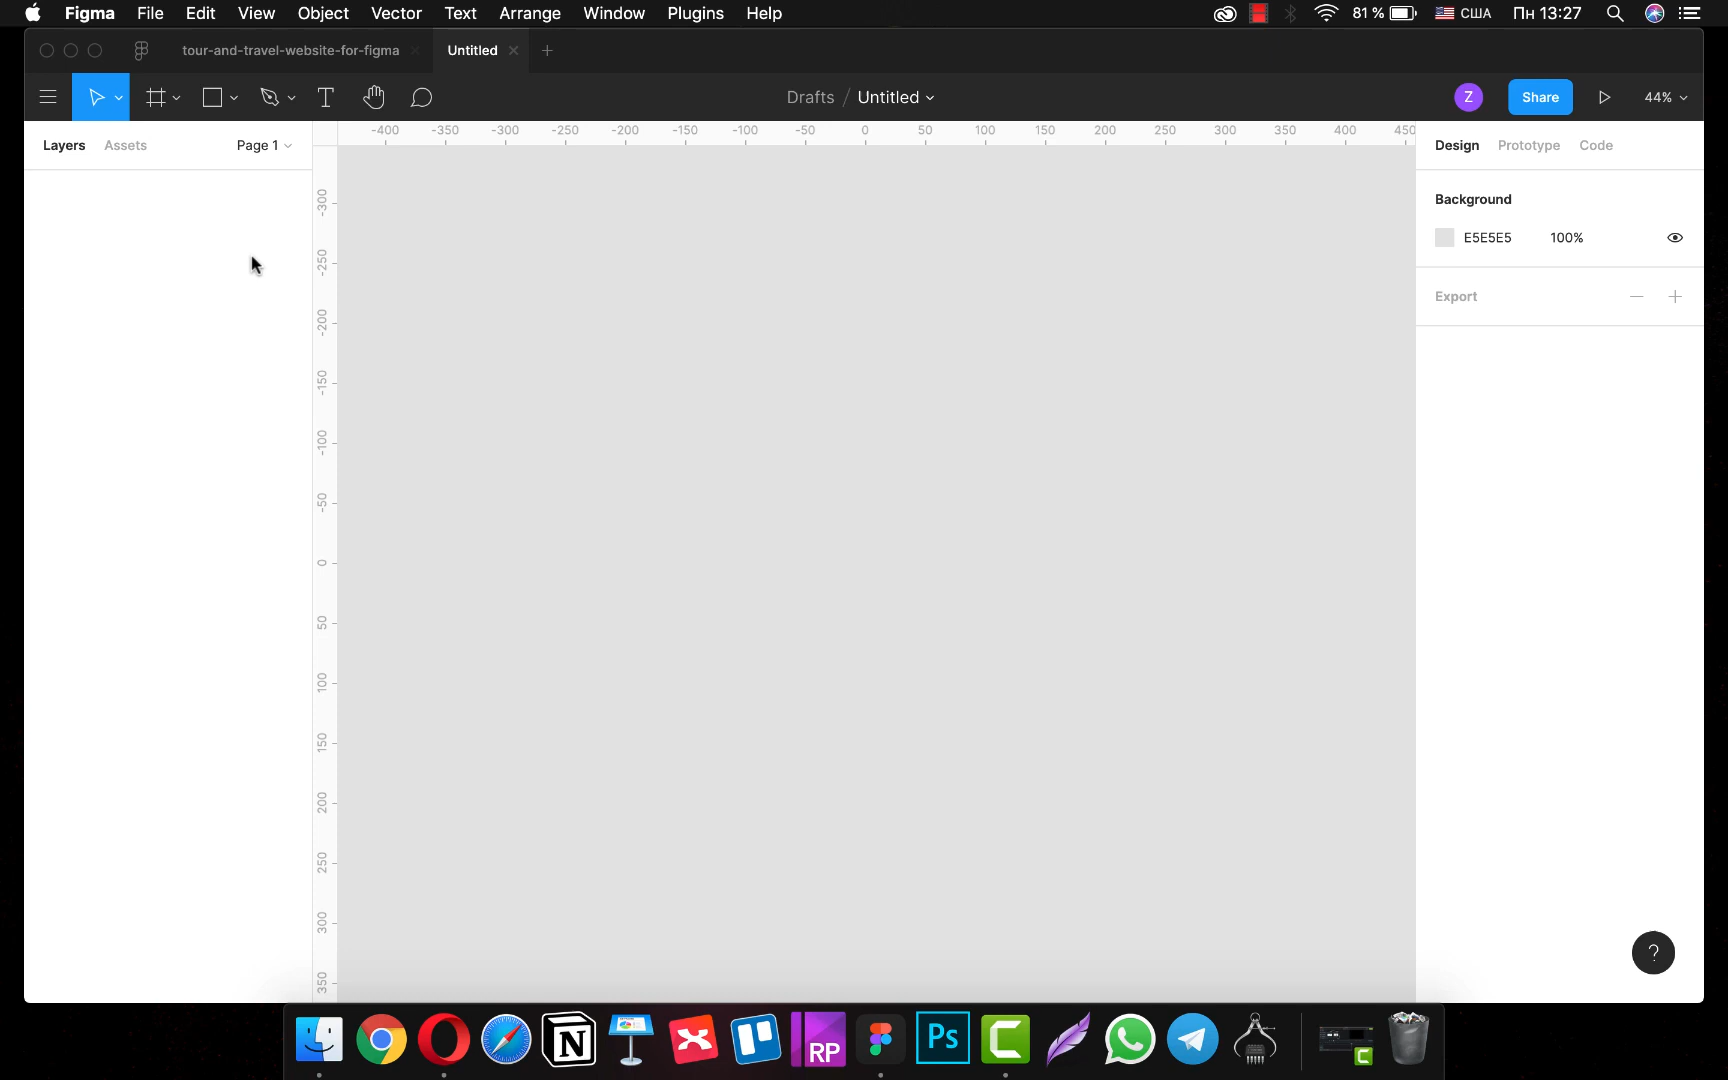 Figma File Edit View Object Vector Text Arrange Window Plugins Help 81 % США Пн 13:27
tour-and-travel-website-for-figma Untitled
T Drafts / Untitled Z Share 44%
Layers Assets Page 1
-400 -350 -300 -250 -200 -150 -100 -50 0 50 100 150 200 250 300 350 400 450
Design Prototype Code
-300
-250
-200
-150
-100
-50
0
50
100
150
200
250
300
350
Background
E5E5E5 100%
Export
?
N RP Ps C